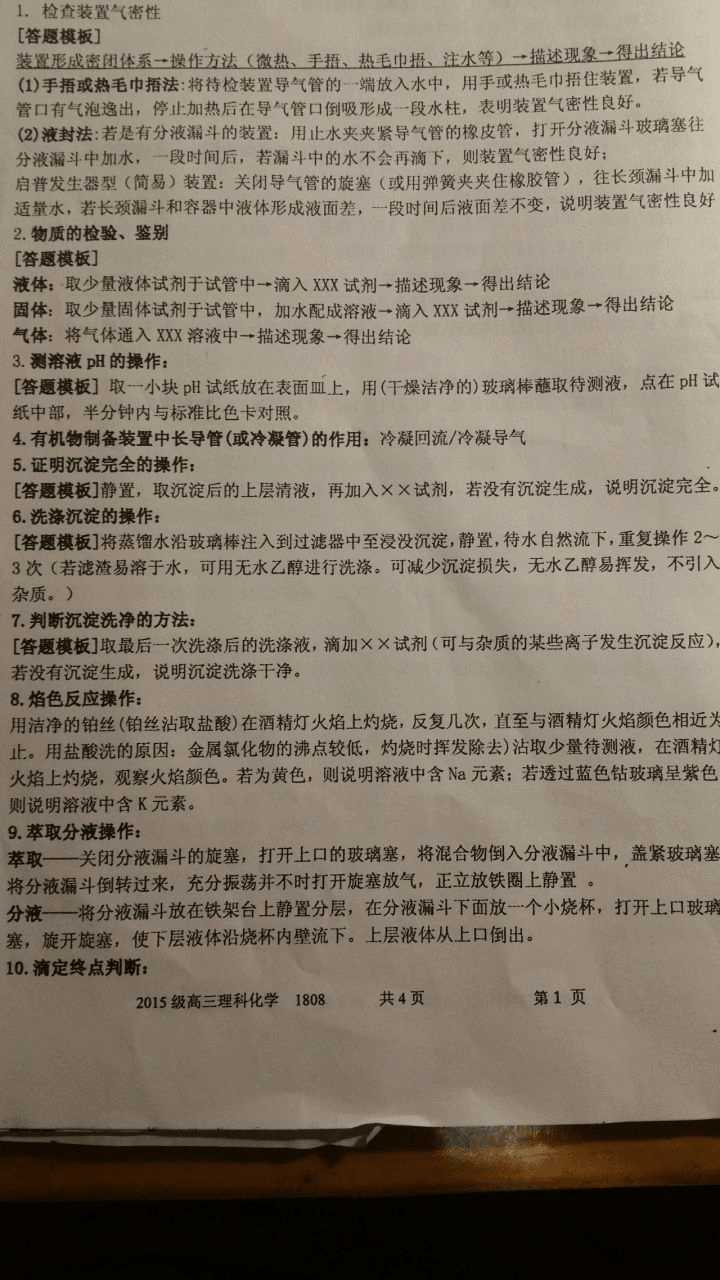 1. 检查装置气密性
[答题模板]
装置形成密闭体系→操作方法（微热、手捂、热毛巾捂、注水等）→描述现象→得出结论
(1)手捂或热毛巾捂法:将待检装置导气管的一端放入水中，用手或热毛巾捂住装置，若导气
管口有气泡逸出，停止加热后在导气管口倒吸形成一段水柱，表明装置气密性良好。
(2)液封法:若是有分液漏斗的装置：用止水夹夹紧导气管的橡皮管，打开分液漏斗玻璃塞往
分液漏斗中加水，一段时间后，若漏斗中的水不会再滴下，则装置气密性良好；
启普发生器型（简易）装置：关闭导气管的旋塞（或用弹簧夹夹住橡胶管），往长颈漏斗中加
适量水，若长颈漏斗和容器中液体形成液面差，一段时间后液面差不变，说明装置气密性良好
2. 物质的检验、鉴别
[答题模板]
液体：取少量液体试剂于试管中→滴入 XXX 试剂→描述现象→得出结论
固体：取少量固体试剂于试管中，加水配成溶液→滴入 XXX 试剂→描述现象→得出结论
气体：将气体通入 XXX 溶液中→描述现象→得出结论
3. 测溶液 pH 的操作：
[答题模板] 取一小块 pH 试纸放在表面皿上，用(干燥洁净的)玻璃棒蘸取待测液，点在 pH 试
纸中部，半分钟内与标准比色卡对照。
4. 有机物制备装置中长导管(或冷凝管)的作用：冷凝回流/冷凝导气
5. 证明沉淀完全的操作：
[答题模板]静置，取沉淀后的上层清液，再加入××试剂，若没有沉淀生成，说明沉淀完全。
6. 洗涤沉淀的操作：
[答题模板]将蒸馏水沿玻璃棒注入到过滤器中至浸没沉淀,静置,待水自然流下,重复操作 2～
3 次（若滤渣易溶于水，可用无水乙醇进行洗涤。可减少沉淀损失，无水乙醇易挥发，不引入
杂质。）
7. 判断沉淀洗净的方法：
[答题模板]取最后一次洗涤后的洗涤液，滴加××试剂（可与杂质的某些离子发生沉淀反应），
若没有沉淀生成，说明沉淀洗涤干净。
8. 焰色反应操作：
用洁净的铂丝(铂丝沾取盐酸)在酒精灯火焰上灼烧，反复几次，直至与酒精灯火焰颜色相近为
止。用盐酸洗的原因：金属氯化物的沸点较低，灼烧时挥发除去)沾取少量待测液，在酒精灯
火焰上灼烧，观察火焰颜色。若为黄色，则说明溶液中含 Na 元素；若透过蓝色钴玻璃呈紫色
则说明溶液中含 K 元素。
9. 萃取分液操作：
萃取——关闭分液漏斗的旋塞，打开上口的玻璃塞，将混合物倒入分液漏斗中，盖紧玻璃塞
将分液漏斗倒转过来，充分振荡并不时打开旋塞放气，正立放铁圈上静置 。
分液——将分液漏斗放在铁架台上静置分层，在分液漏斗下面放一个小烧杯，打开上口玻璃
塞，旋开旋塞，使下层液体沿烧杯内壁流下。上层液体从上口倒出。
10. 滴定终点判断：
2015 级高三理科化学 1808 共 4 页 第 1 页